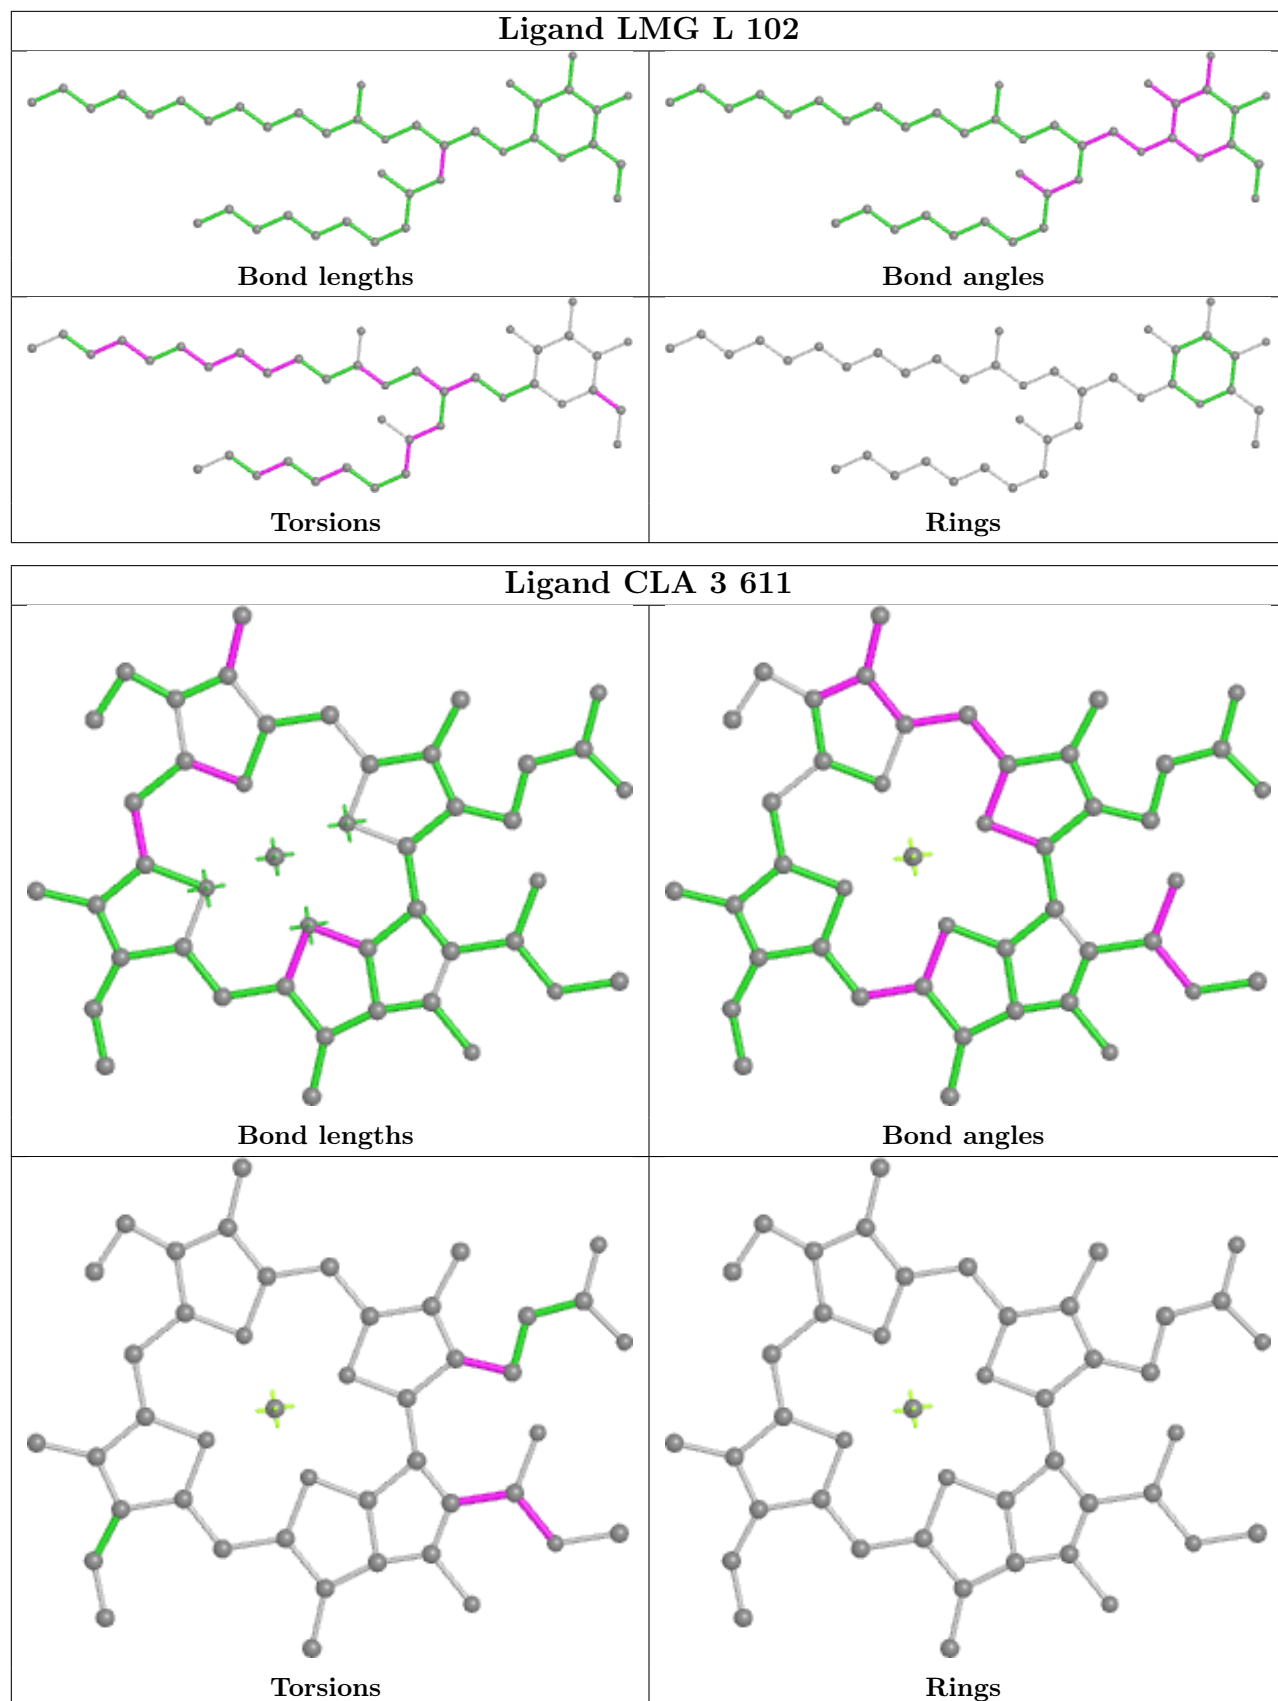 Ligand LMG L 102
Bond lengths
Bond angles
Torsions
Rings
Ligand CLA 3 611
Bond lengths
Bond angles
Torsions
Rings